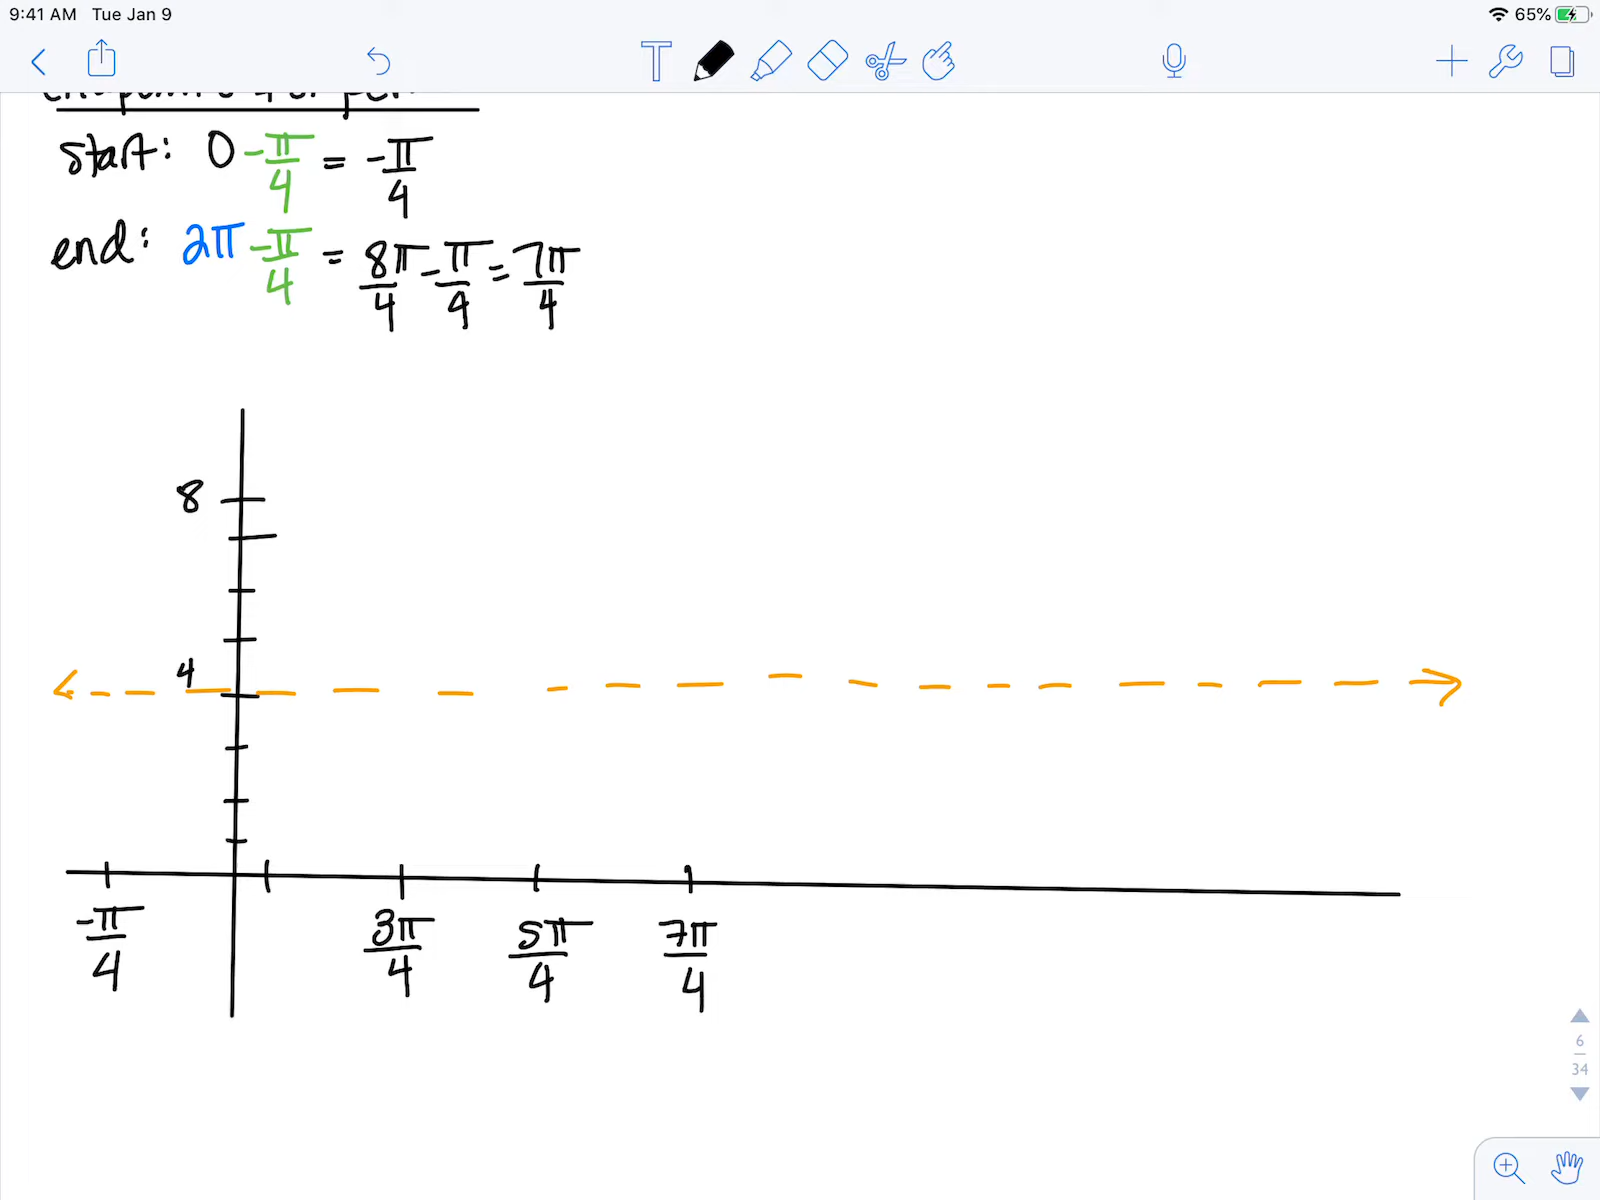 9:41 AM Tue Jan 9 65%
start: 0 - π/4 = -π/4
end: 2π - π/4 = 8π/4 - π/4 = 7π/4
8
4
-π/4 3π/4 5π/4 7π/4
6
34